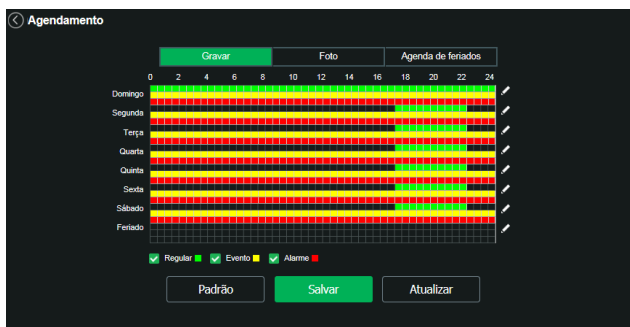 Agendamento
Gravar Foto Agenda de feriados
0 2 4 6 8 10 12 14 16 18 20 22 24
Domingo
Segunda
Terça
Quarta
Quinta
Sexta
Sábado
Feriado
Regular Evento Alarme
Padrão Salvar Atualizar